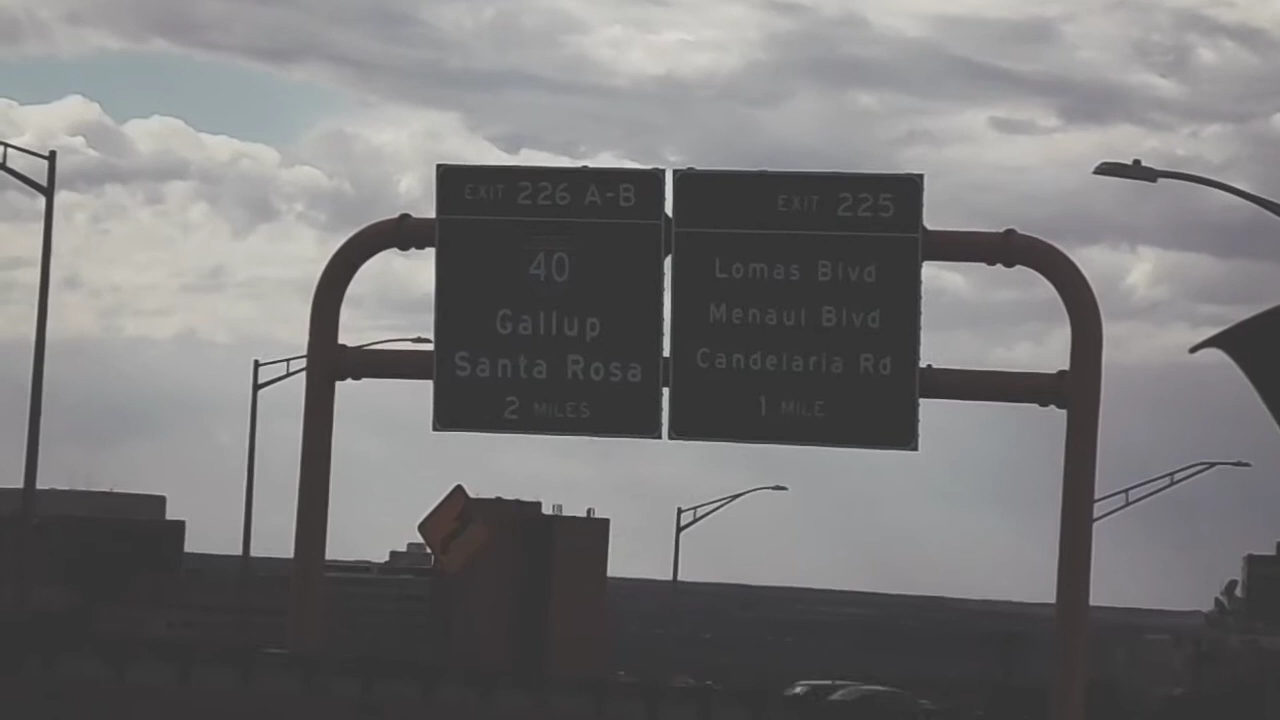 EXIT 226 A-B
40
Gallup
Santa Rosa
2 MILES
EXIT 225
Lomas Blvd
Menaul Blvd
Candelaria Rd
1 MILE